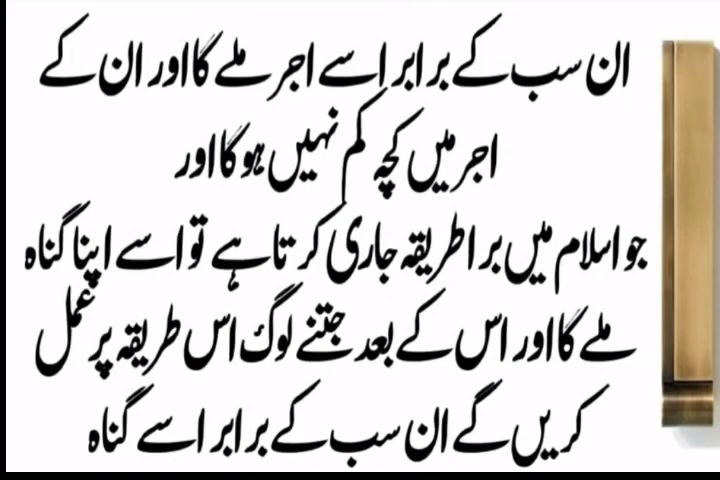 ان سب کے برابر اسے اجر ملے گا اور ان کے
اجر میں کچھ کم نہیں ہوگا اور
جو اسلام میں برا طریقہ جاری کرتا ہے تو اسے اپنا گناہ
ملے گا اور اس کے بعد جتنے لوگ اس طریقہ پر عمل
کریں گے ان سب کے برابر اسے گناہ